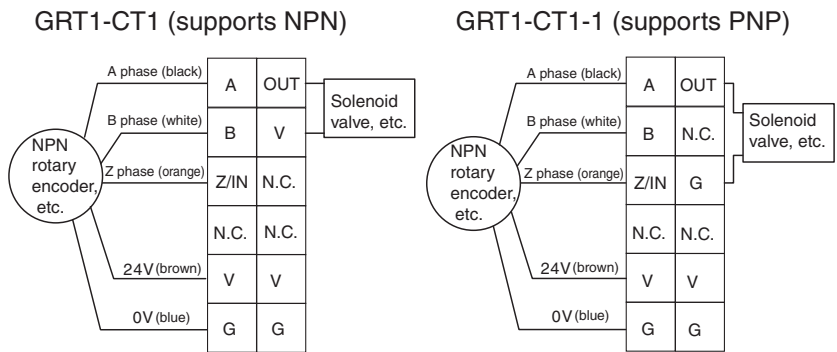 GRT1-CT1 (supports NPN)
A phase (black)
A OUT
Solenoid
valve, etc.
B phase (white)
B V
NPN
rotary
encoder,
etc.
Z phase (orange)
Z/IN N.C.
N.C. N.C.
24V (brown)
V V
0V (blue)
G G
GRT1-CT1-1 (supports PNP)
A phase (black)
A OUT
Solenoid
valve, etc.
B phase (white)
B N.C.
NPN
rotary
encoder,
etc.
Z phase (orange)
Z/IN G
N.C. N.C.
24V (brown)
V V
0V (blue)
G G